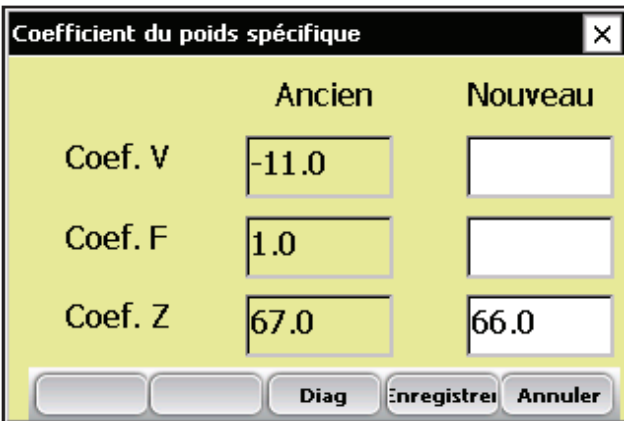 Coefficient du poids spécifique
Ancien Nouveau
Coef. V -11.0
Coef. F 1.0
Coef. Z 67.0 66.0
Diag Enregistrer Annuler